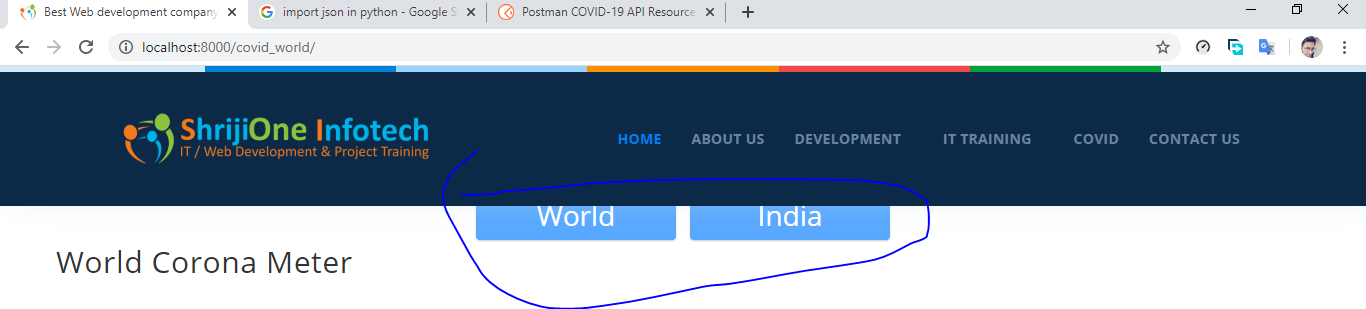 Best Web development company
import json in python - Google S
Postman COVID-19 API Resource
localhost:8000/covid_world/
ShrijiOne Infotech
IT / Web Development & Project Training
HOME ABOUT US DEVELOPMENT IT TRAINING COVID CONTACT US
World India
World Corona Meter